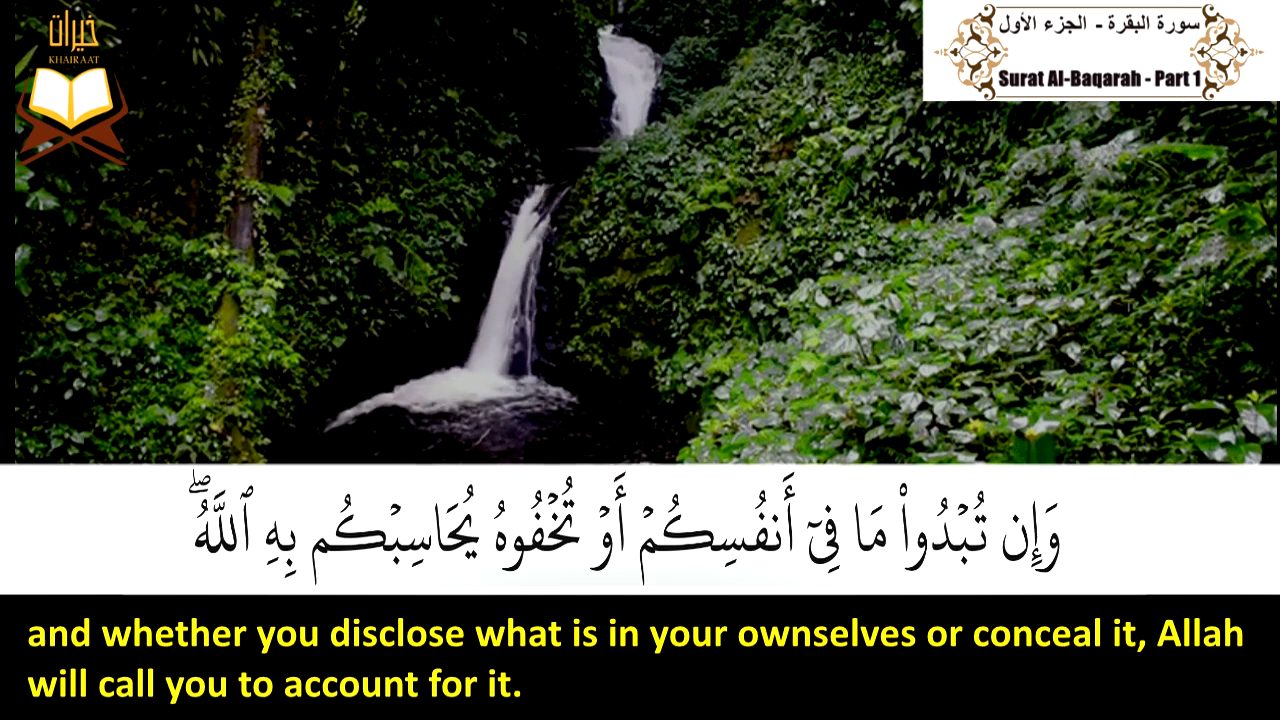 خيرات
KHAIRAAT
سورة البقرة - الجزء الأول
Surat Al-Baqarah - Part 1
وَإِن تُبْدُوا۟ مَا فِىٓ أَنفُسِكُمْ أَوْ تُخْفُوهُ يُحَاسِبْكُم بِهِ ٱللَّهُ ۖ
and whether you disclose what is in your ownselves or conceal it, Allah
will call you to account for it.